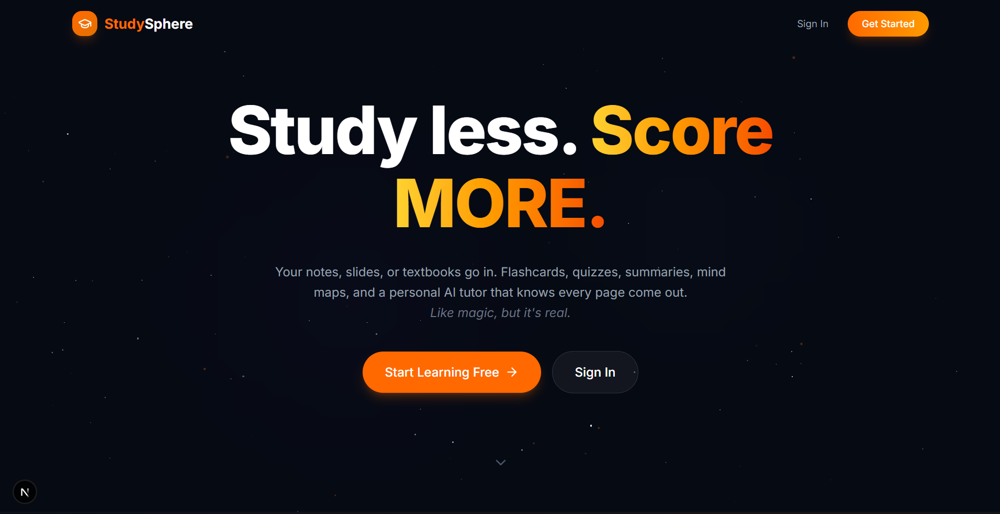 StudySphere
Sign In
Get Started
Study less. Score
MORE.
Your notes, slides, or textbooks go in. Flashcards, quizzes, summaries, mind
maps, and a personal AI tutor that knows every page come out.
Like magic, but it's real.
Start Learning Free →
Sign In
N